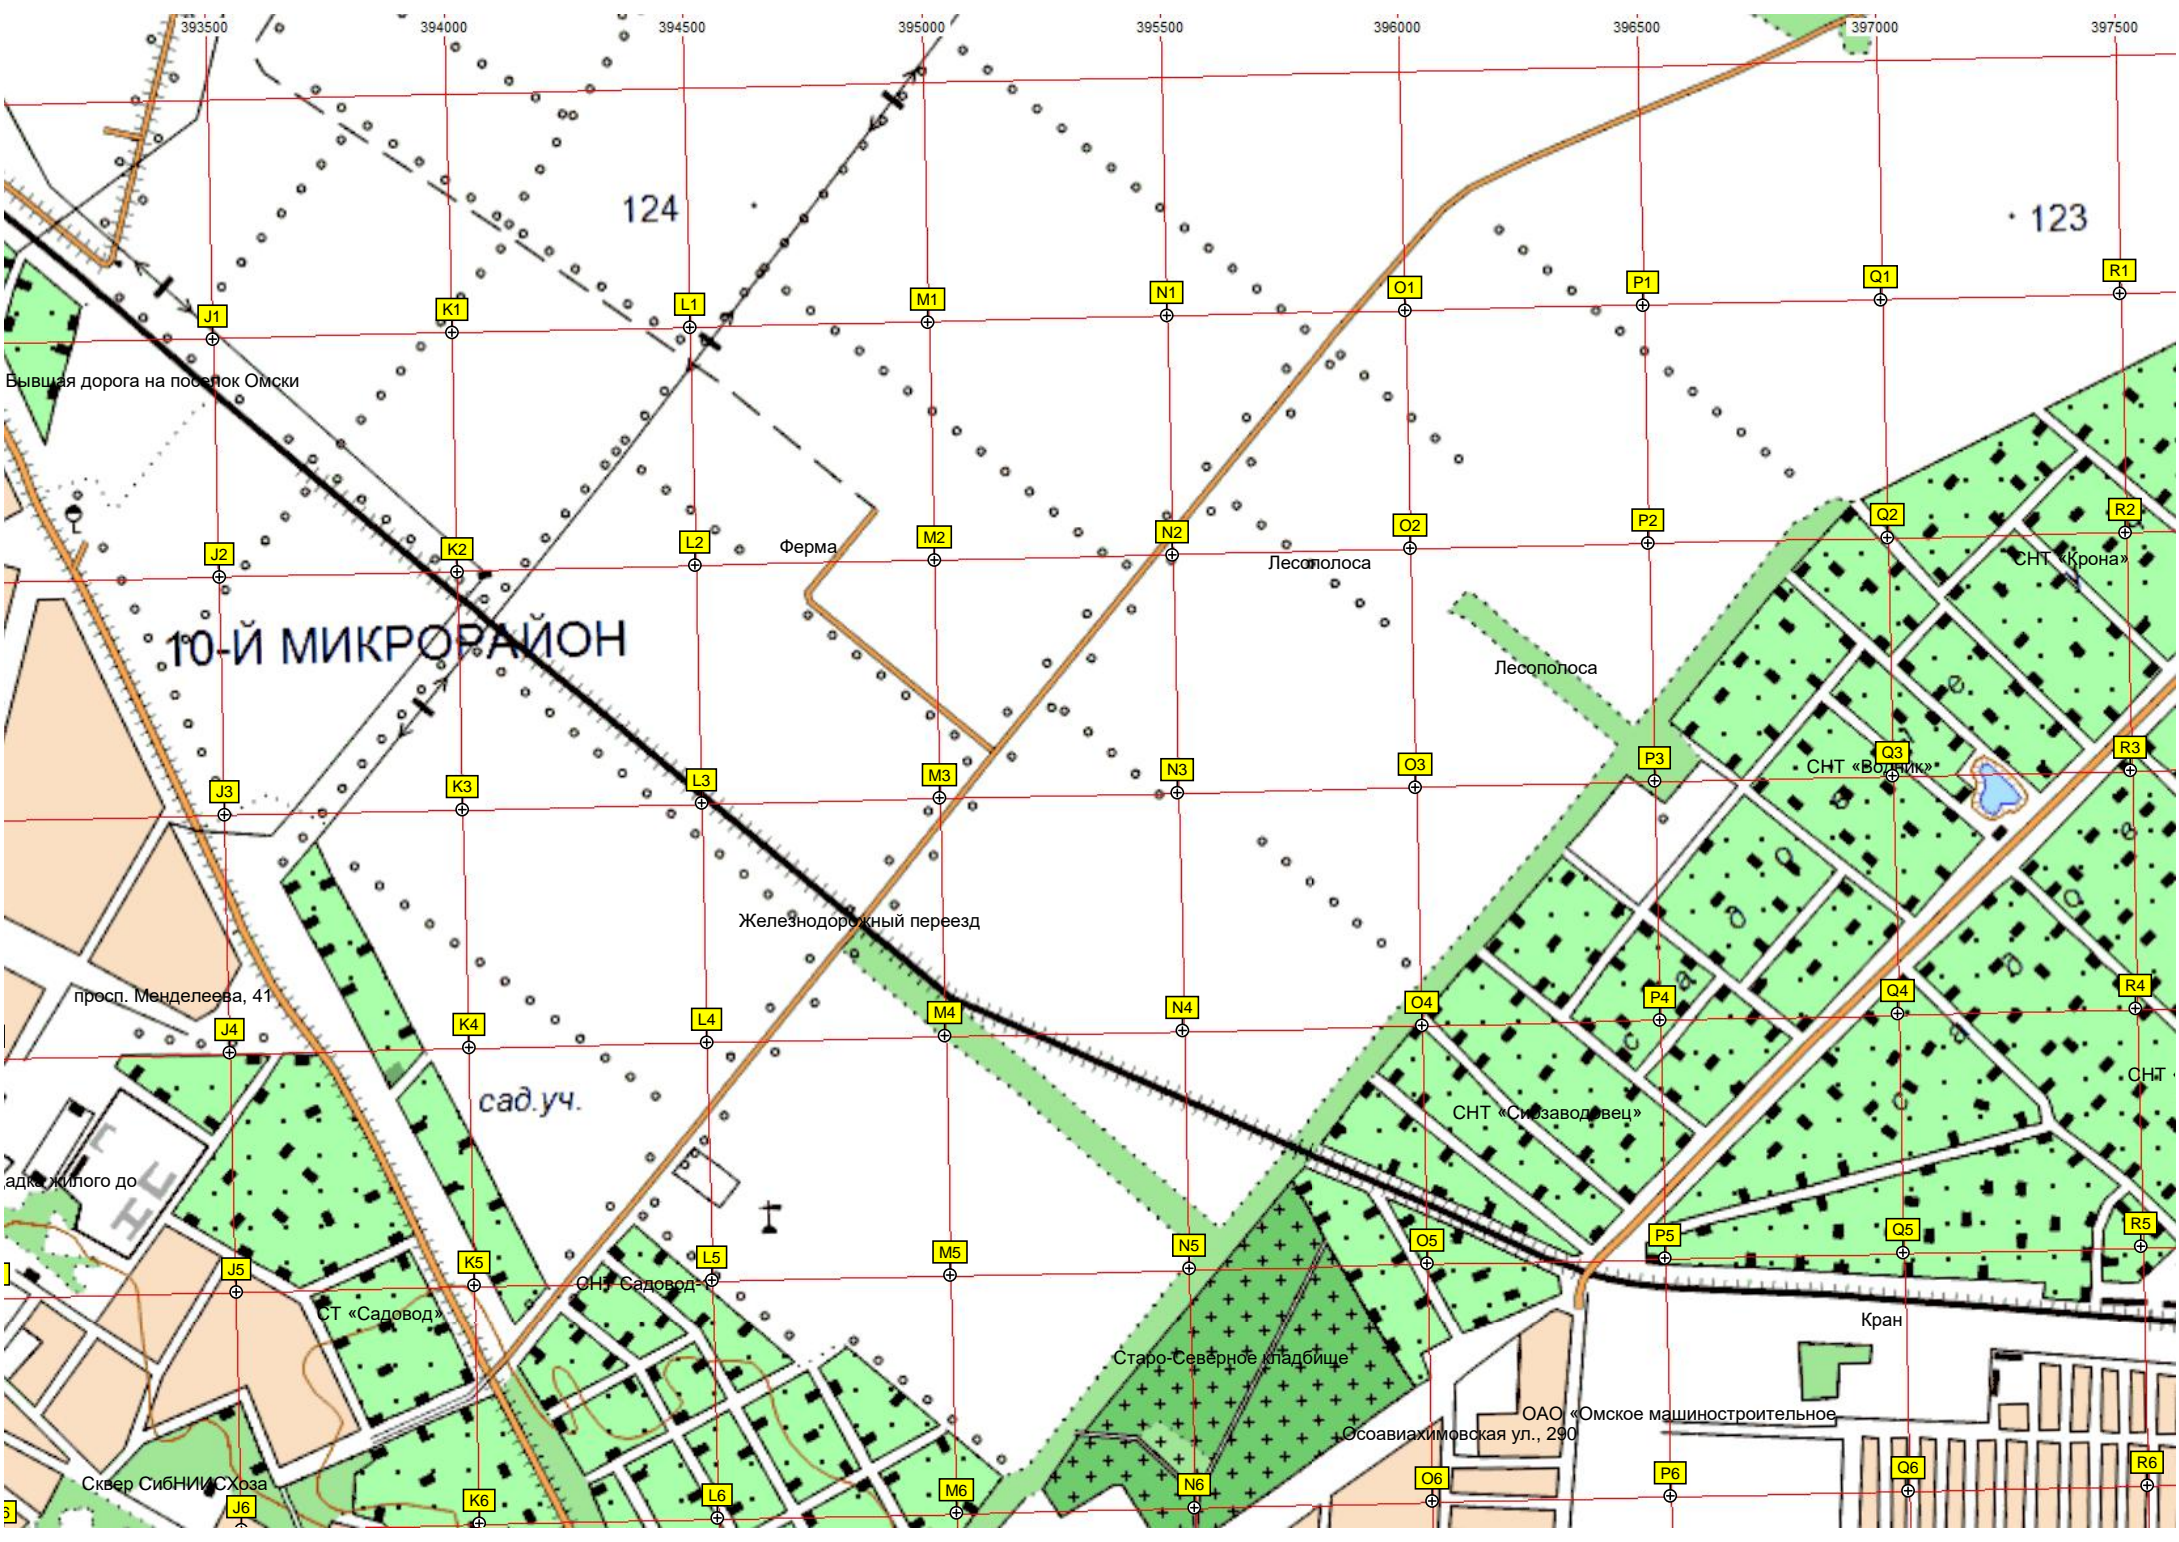 393500 394000 394500 395000 395500 396000 396500 397000 397500
124
123
J1 K1 L1 M1 N1 O1 P1 Q1 R1
Бывшая дорога на поселок Омски
J2 K2 L2 M2 N2 O2 P2 Q2 R2
Ферма
Лесополоса
СНТ «Крона»
10-Й МИКРОРАЙОН
Лесополоса
J3 K3 L3 M3 N3 O3 P3 Q3 R3
СНТ «Водник»
Железнодорожный переезд
просп. Менделеева, 41
J4 K4 L4 M4 N4 O4 P4 Q4 R4
СНТ «
сад.уч.
СНТ «Сибзаводовец»
адка жилого до
J5 K5 L5 M5 N5 O5 P5 Q5 R5
СНТ Садовод-1
СТ «Садовод»
Кран
Старо-Северное кладбище
ОАО «Омское машиностроительное
Осоавиахимовская ул., 290
Сквер СибНИИСХоза
J6 K6 L6 M6 N6 O6 P6 Q6 R6